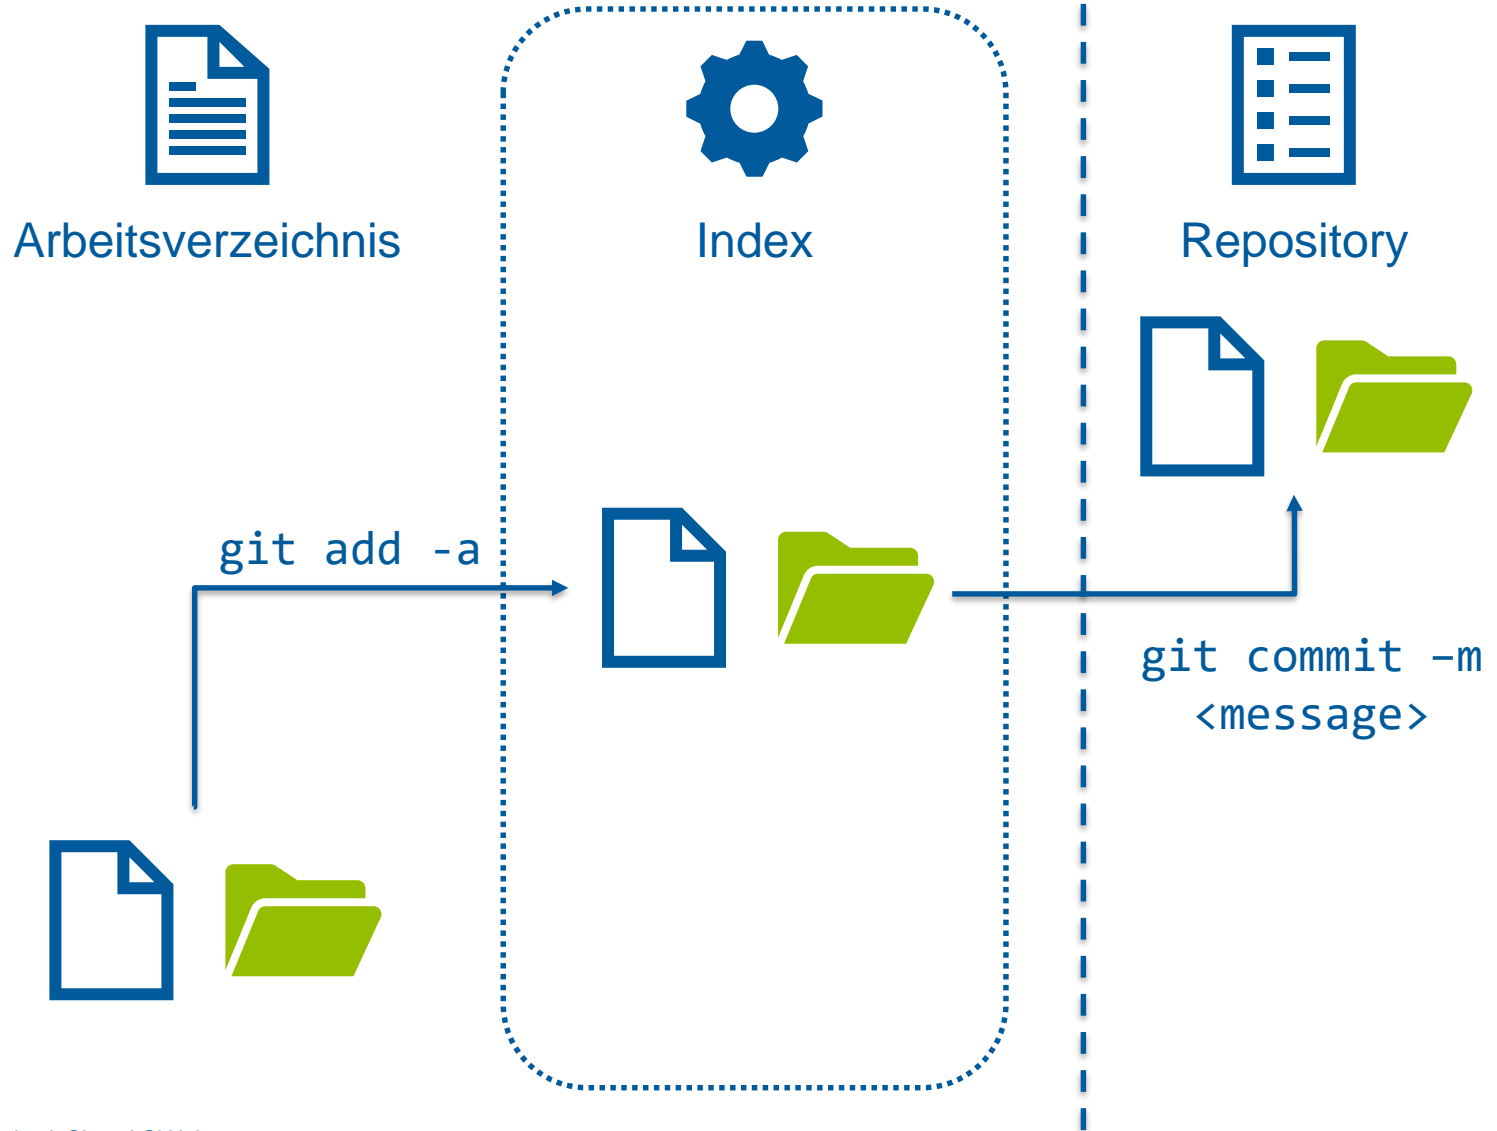 Arbeitsverzeichnis
Index
Repository
git add -a
git commit –m
<message>